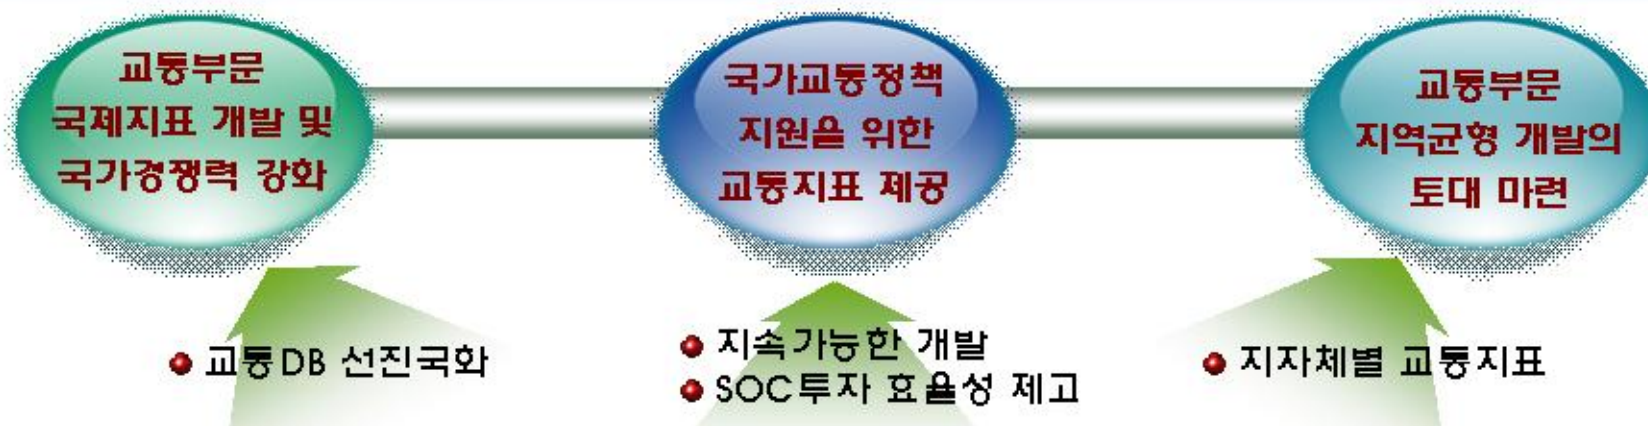 교통부문
국제지표 개발 및
국가경쟁력 강화
국가교통정책
지원을 위한
교통지표 제공
교통부문
지역균형 개발의
토대 마련
교통DB 선진국화
지속가능한 개발
SOC투자 효율성 제고
지자체별 교통지표